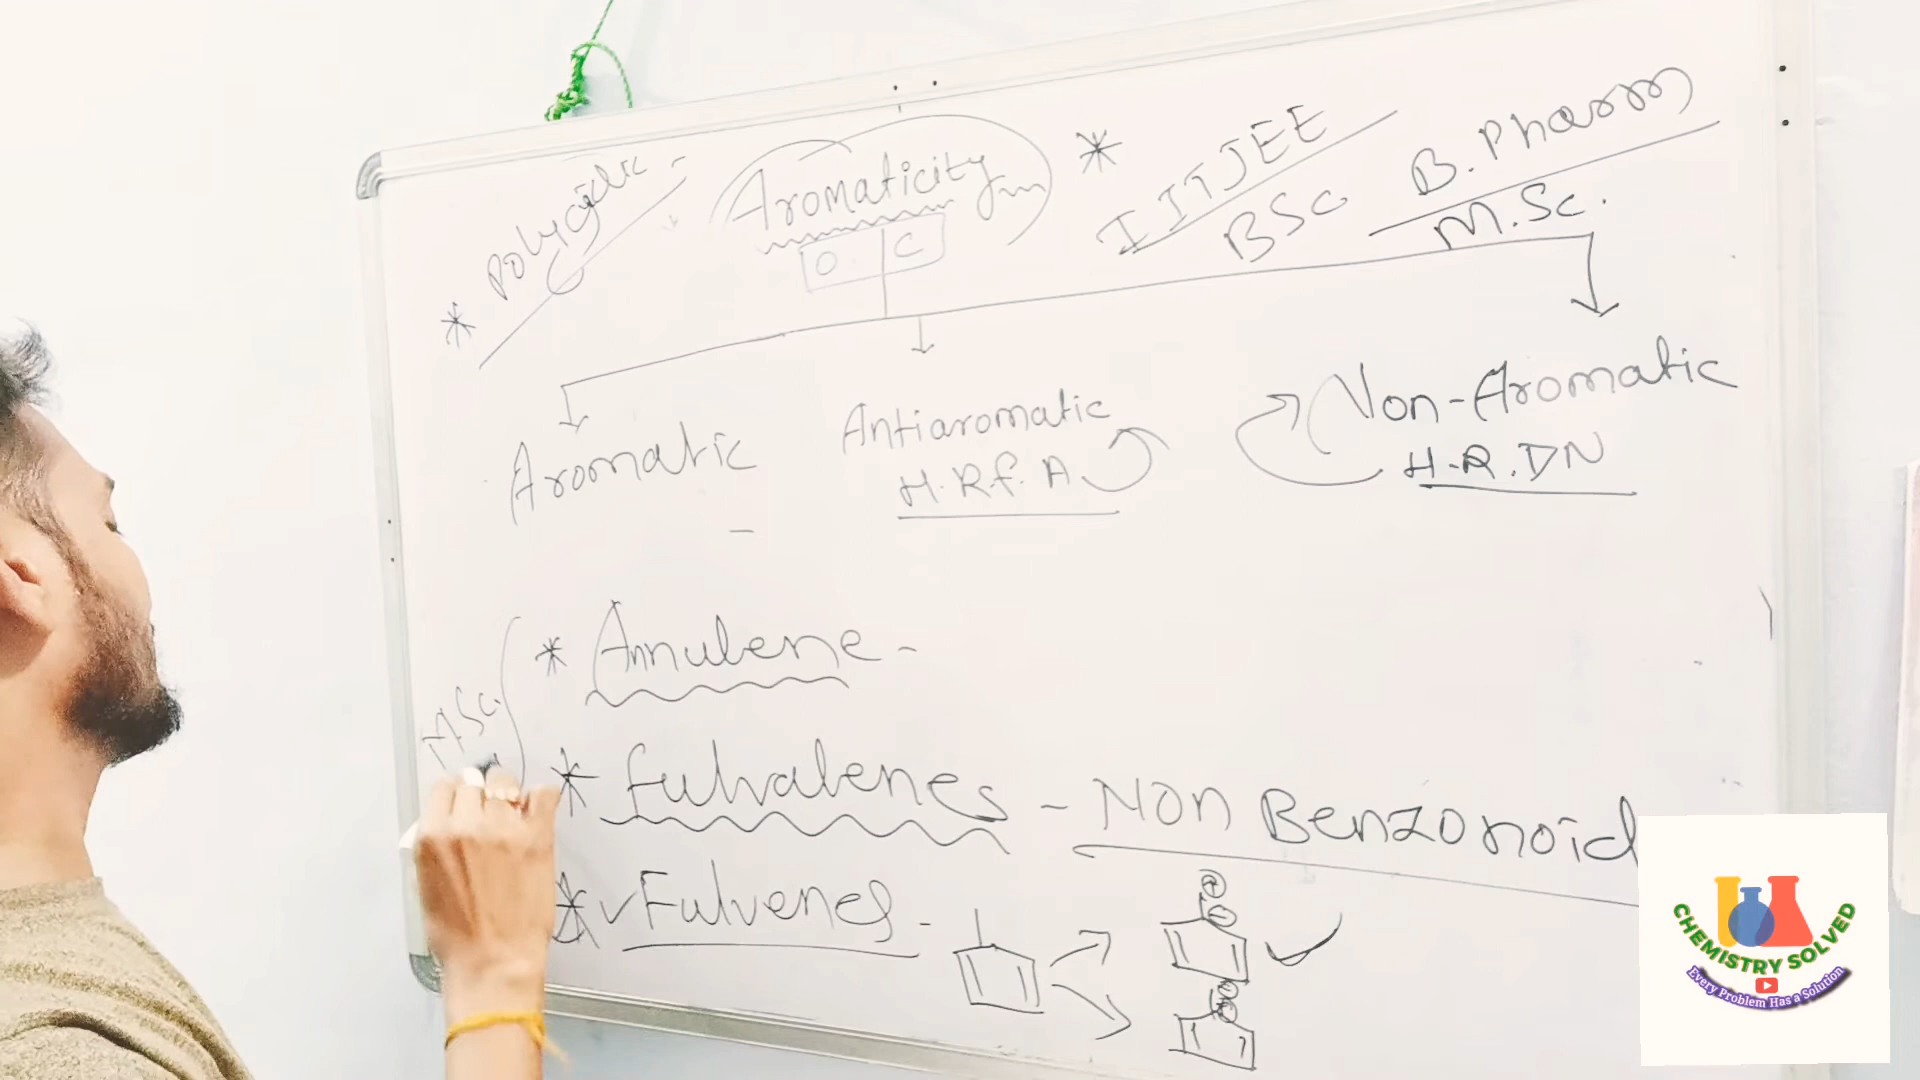 * Polycyclic -
Aromaticity
O. C
* IITJEE
BSc
B. Pharm
M.Sc.
Aromatic
Antiaromatic
H.R.f.A
Non-Aromatic
H.R.DN
MSc.
* Annulene -
* fulvalenes - Non Benzonoid
* ✓ Fulvenes -
⊕
⊖
✓
CHEMISTRY SOLVED
Every Problem Has a Solution